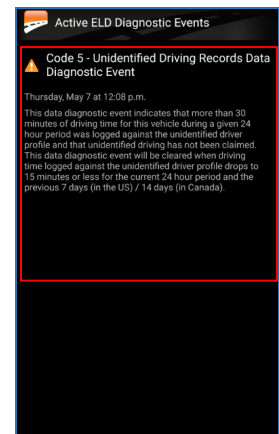 Active ELD Diagnostic Events
Code 5 - Unidentified Driving Records Data
Diagnostic Event
Thursday, May 7 at 12:08 p.m.
This data diagnostic event indicates that more than 30
minutes of driving time for this vehicle during a given 24
hour period was logged against the unidentified driver
profile and that unidentified driving has not been claimed.
This data diagnostic event will be cleared when driving
time logged against the unidentified driver profile drops to
15 minutes or less for the current 24 hour period and the
previous 7 days (in the US) / 14 days (in Canada).